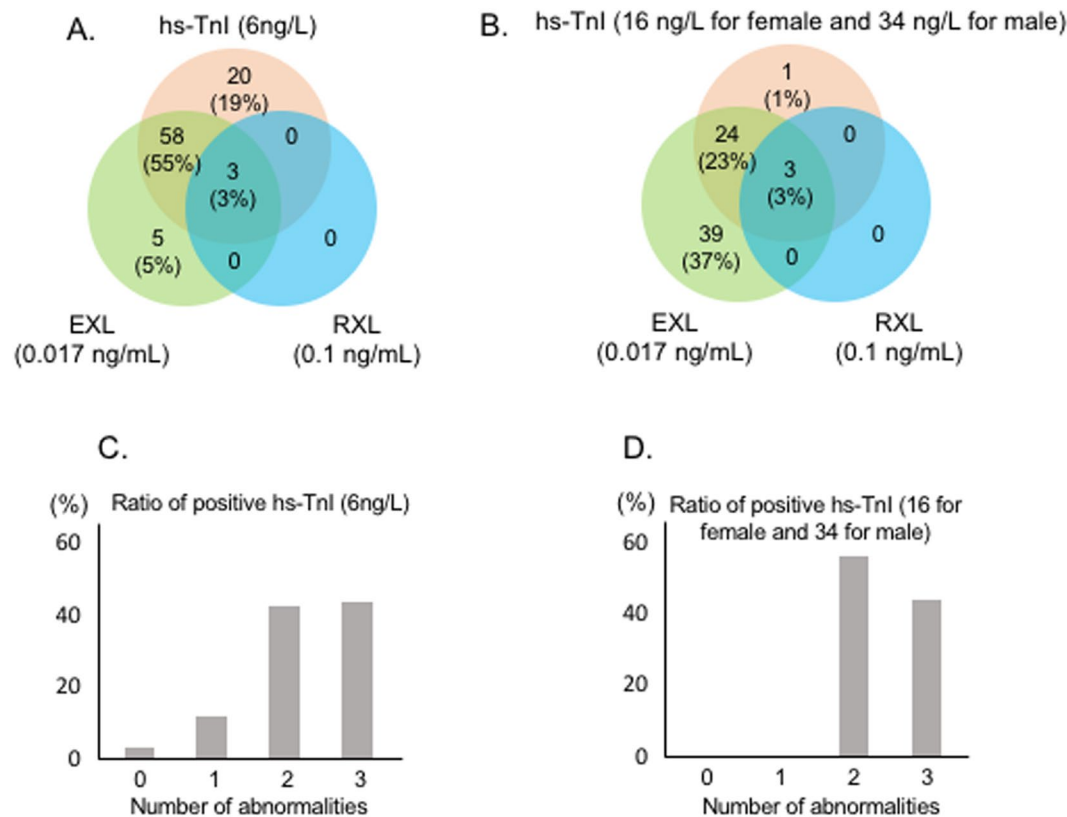 A.
hs-TnI (6ng/L)
20
(19%)
58
(55%)
0
3
(3%)
5
(5%)
0
0
EXL
(0.017 ng/mL)
RXL
(0.1 ng/mL)
B.
hs-TnI (16 ng/L for female and 34 ng/L for male)
1
(1%)
24
(23%)
0
3
(3%)
39
(37%)
0
0
EXL
(0.017 ng/mL)
RXL
(0.1 ng/mL)
C.
(%)
Ratio of positive hs-TnI (6ng/L)
60
40
20
0
0 1 2 3
Number of abnormalities
D.
(%)
Ratio of positive hs-TnI (16 for
female and 34 for male)
60
40
20
0
0 1 2 3
Number of abnormalities